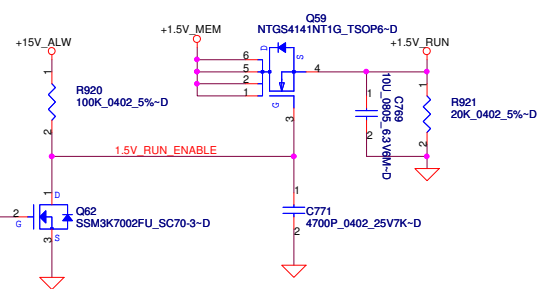 Q59
NTGS4141NT1G_TSOP6~D
+1.5V_MEM
+15V_ALW
+1.5V_RUN
D
S
G
6
5
2
1
4
3
1
R920
100K_0402_5%~D
2
1
C769
10U_0805_6.3V6M~D
2
1
R921
20K_0402_5%~D
2
1.5V_RUN_ENABLE
1
D
Q62
SSM3K7002FU_SC70-3~D
2
G
S
3
1
C771
4700P_0402_25V7K~D
2